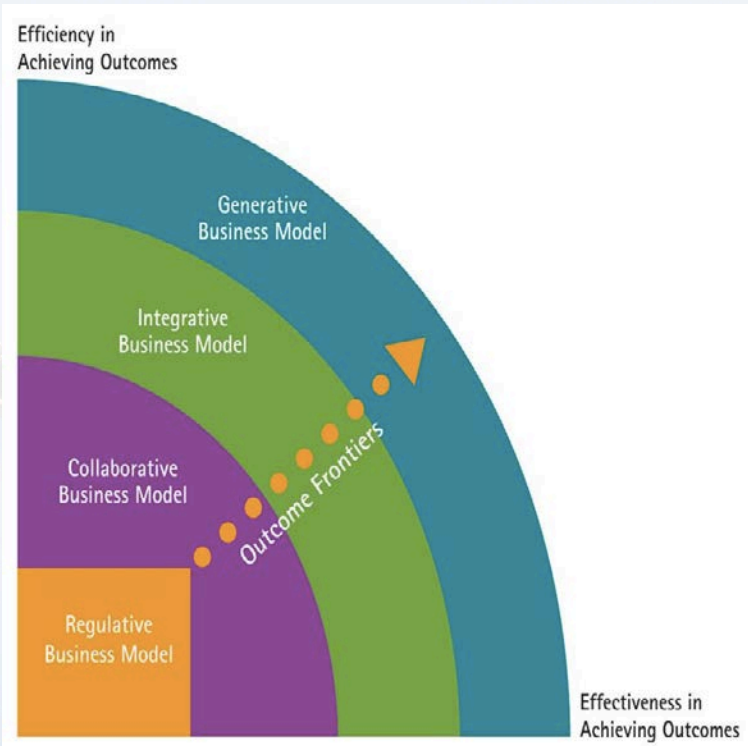 Efficiency in
Achieving Outcomes
Generative
Business Model
Integrative
Business Model
Outcome Frontiers
Collaborative
Business Model
Regulative
Business Model
Effectiveness in
Achieving Outcomes